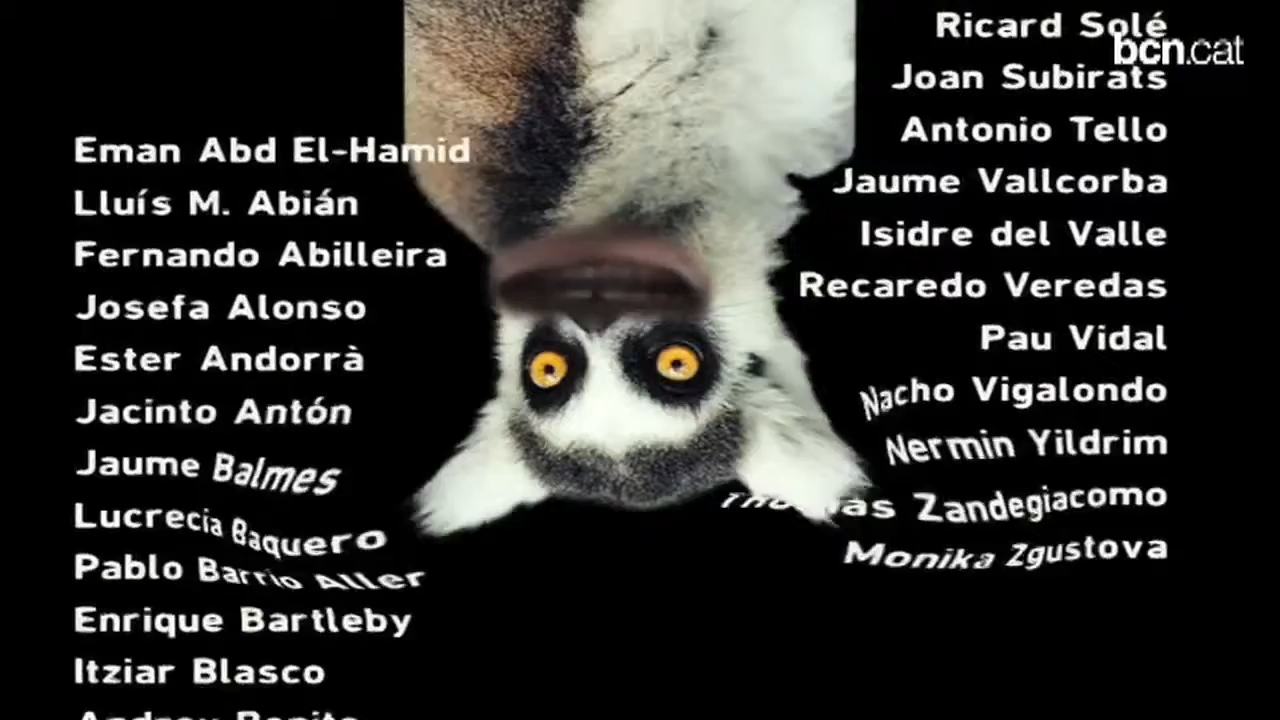 bcn.cat
Eman Abd El-Hamid
Lluís M. Abián
Fernando Abilleira
Josefa Alonso
Ester Andorrà
Jacinto Antón
Jaume Balmes
Lucrecia Baquero
Pablo Barrio Aller
Enrique Bartleby
Itziar Blasco
Ricard Solé
Joan Subirats
Antonio Tello
Jaume Vallcorba
Isidre del Valle
Recaredo Veredas
Pau Vidal
Nacho Vigalondo
Nermin Yildrim
Zandegiacomo
Monika Zgustova